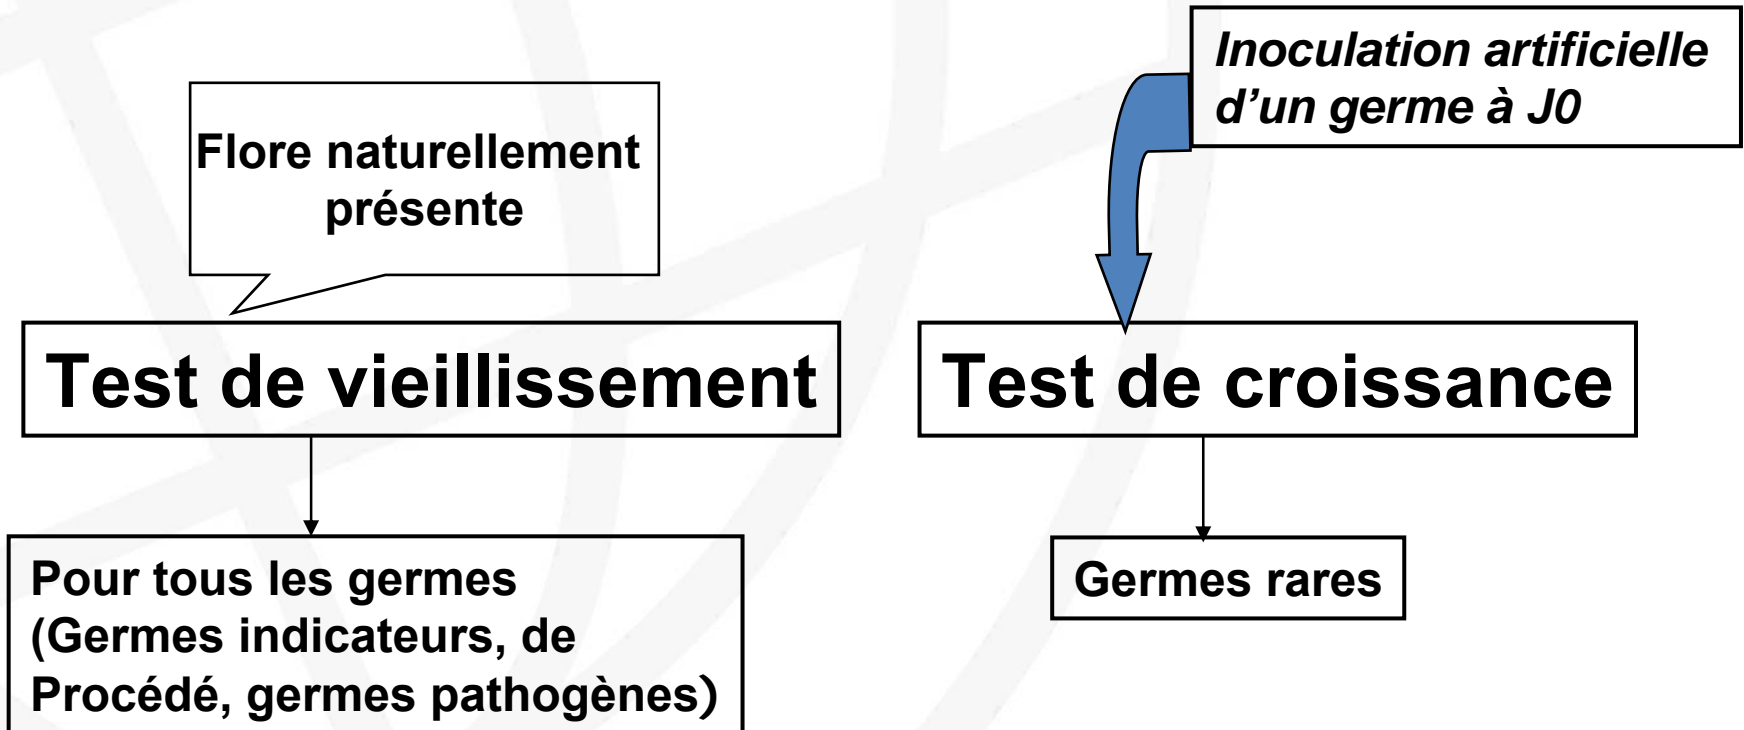 Inoculation artificielle
d’un germe à J0
Flore naturellement
présente
Test de vieillissement
Test de croissance
Pour tous les germes
(Germes indicateurs, de
Procédé, germes pathogènes)
Germes rares